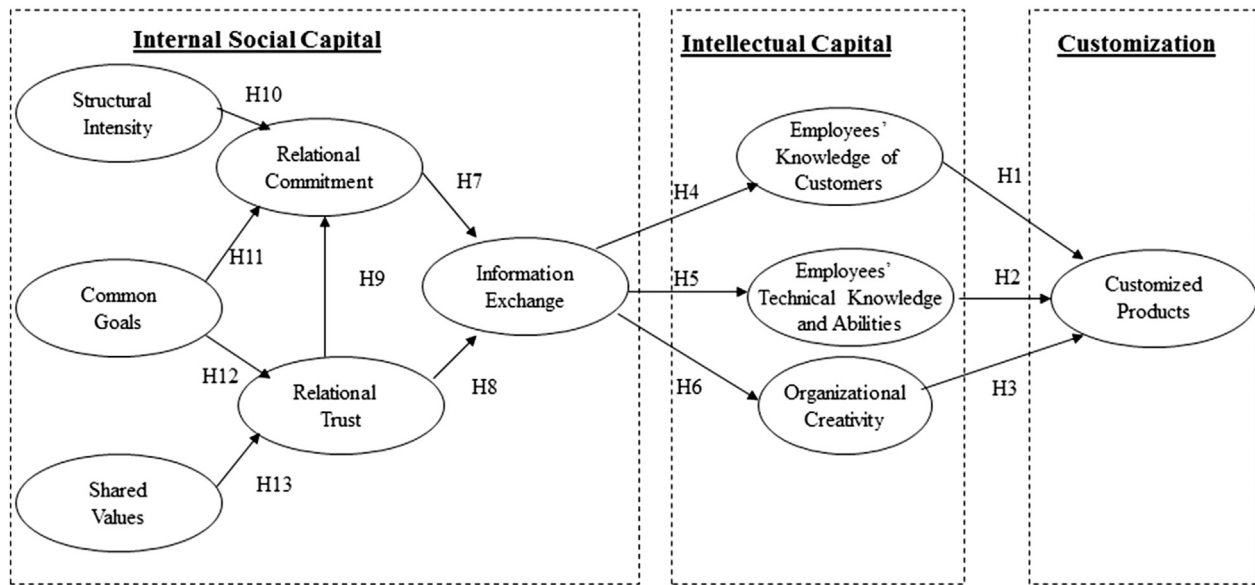 Internal Social Capital
Structural
Intensity
H10
Relational
Commitment
H7
H11
Common
Goals
H9
Information
Exchange
H12
Relational
Trust
H8
Shared
Values
H13
Intellectual Capital
Employees’
Knowledge of
Customers
H4
H1
H5
Employees’
Technical Knowledge
and Abilities
H2
H6
Organizational
Creativity
H3
Customization
Customized
Products